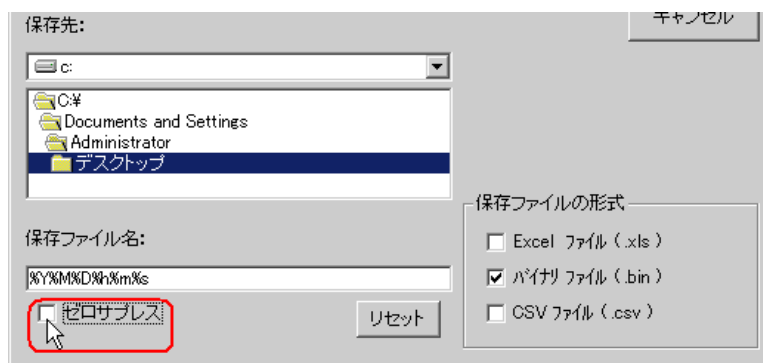 保存先:
キャンセル
c:
C:¥
Documents and Settings
Administrator
デスクトップ
保存ファイル名:
%Y%M%D%h%m%s
ゼロサプレス
リセット
保存ファイルの形式
Excel ファイル ( .xls )
バイナリ ファイル ( .bin )
CSV ファイル ( .csv )